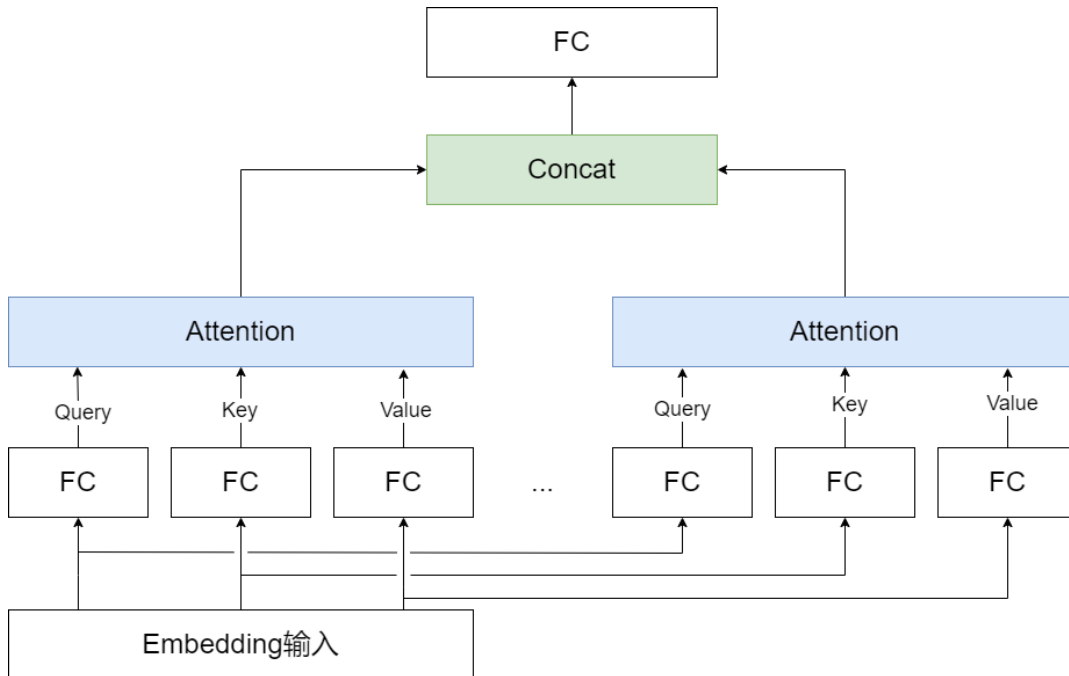 FC
Concat
Attention
Attention
Query
Key
Value
Query
Key
Value
FC
FC
FC
...
FC
FC
FC
Embedding输入